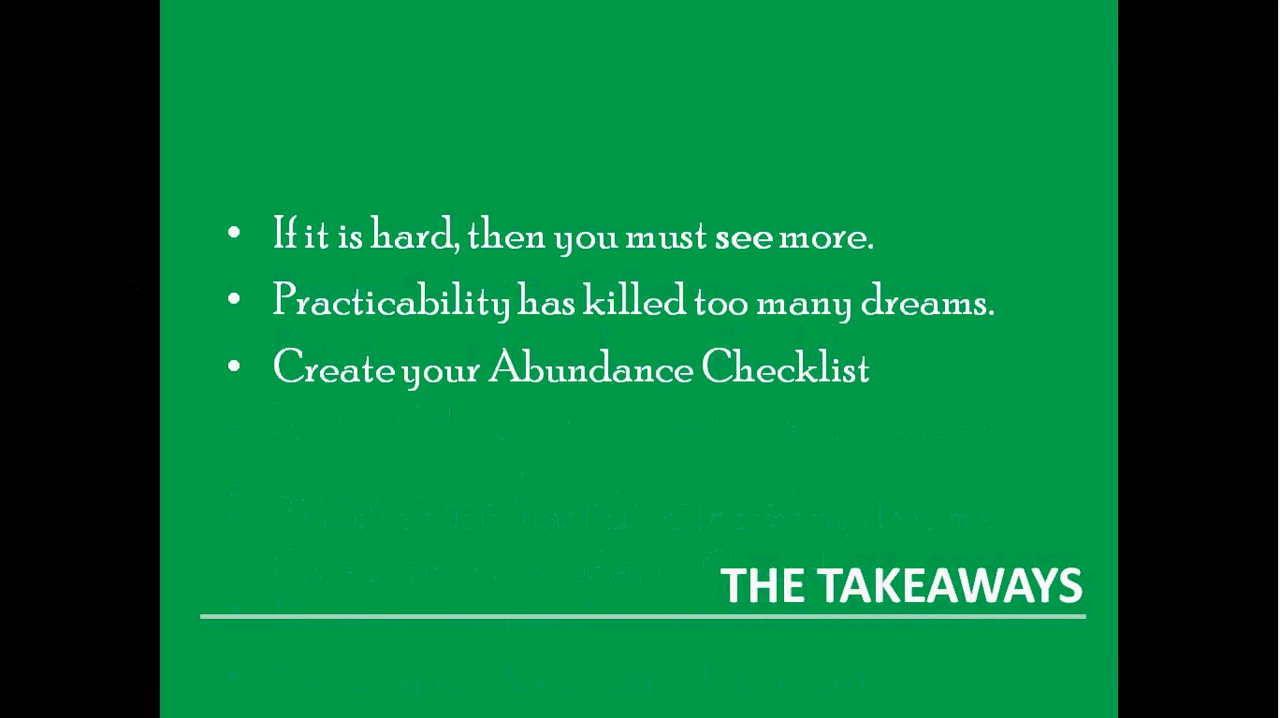 • If it is hard, then you must see more.
• Practicability has killed too many dreams.
• Create your Abundance Checklist
THE TAKEAWAYS